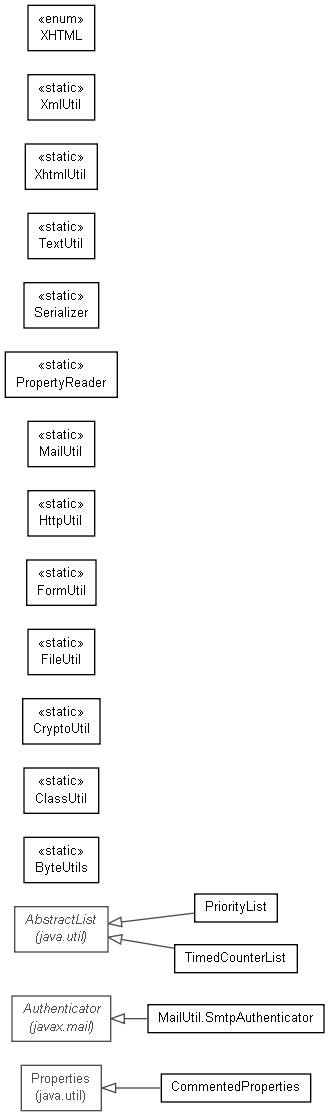 «enum»
XHTML
«static»
XmlUtil
«static»
XhtmlUtil
«static»
TextUtil
«static»
Serializer
«static»
PropertyReader
«static»
MailUtil
«static»
HttpUtil
«static»
FormUtil
«static»
FileUtil
«static»
CryptoUtil
«static»
ClassUtil
«static»
ByteUtils
AbstractList
(java.util)
PriorityList
TimedCounterList
Authenticator
(javax.mail)
MailUtil.SmtpAuthenticator
Properties
(java.util)
CommentedProperties